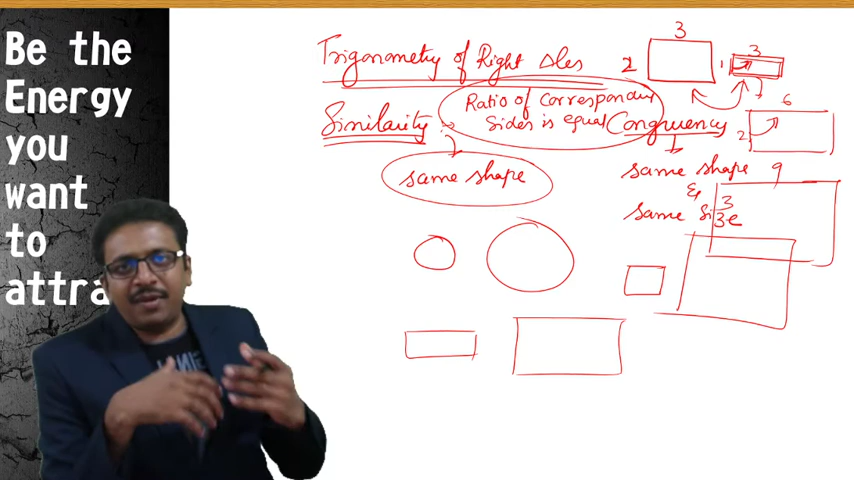 Be the
Energy
you
want
to
attra
Trigonometry of Right Δles
Similarity :→
Ratio of Corresponding
Sides is equal
Congruency
same shape
same shape
&
same size
3
2
3
1
6
2
9
3